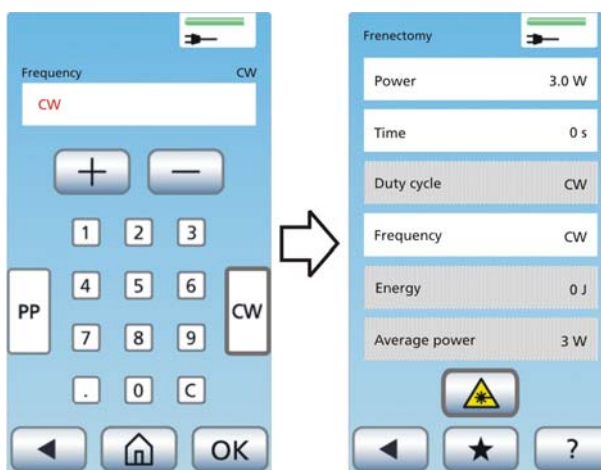 Frequency CW
CW
1 2 3
4 5 6
PP CW
7 8 9
. 0 C
OK
Frenectomy
Power 3.0 W
Time 0 s
Duty cycle CW
Frequency CW
Energy 0 J
Average power 3 W
?